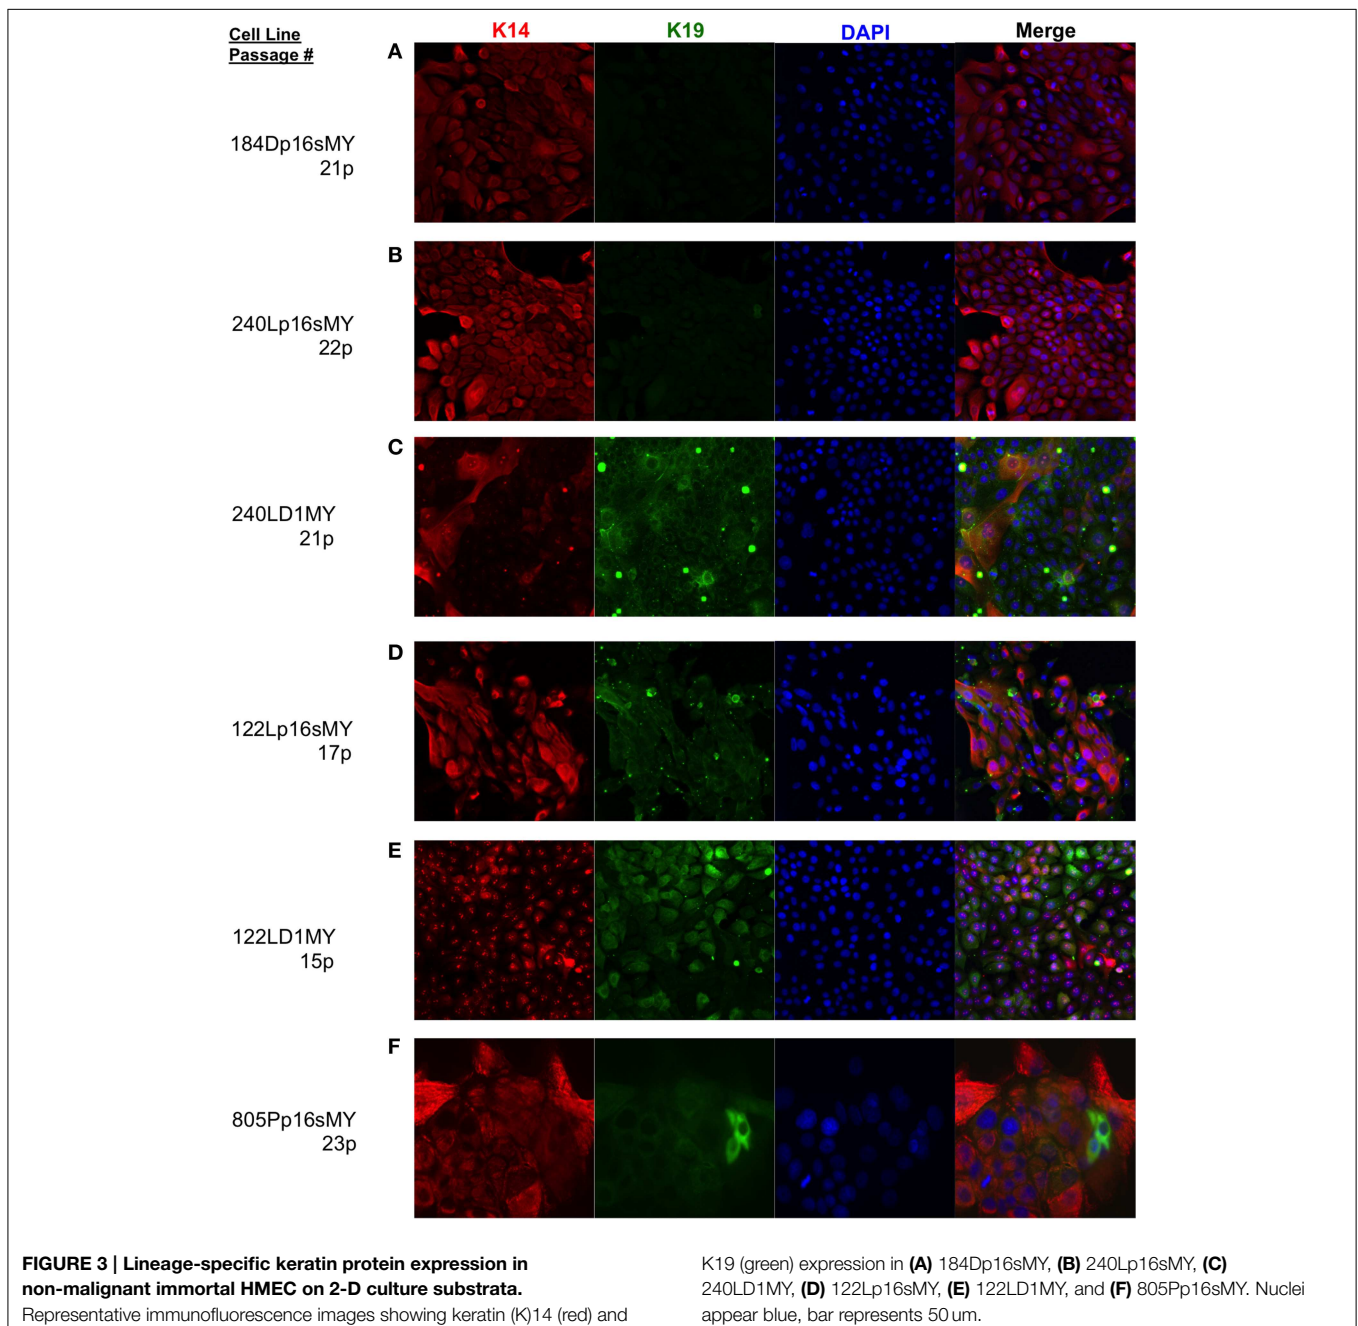 Cell Line
Passage #
K14
K19
DAPI
Merge
A
184Dp16sMY
21p
B
240Lp16sMY
22p
C
240LD1MY
21p
D
122Lp16sMY
17p
E
122LD1MY
15p
F
805Pp16sMY
23p
FIGURE 3 | Lineage-specific keratin protein expression in
non-malignant immortal HMEC on 2-D culture substrata.
Representative immunofluorescence images showing keratin (K)14 (red) and
K19 (green) expression in (A) 184Dp16sMY, (B) 240Lp16sMY, (C)
240LD1MY, (D) 122Lp16sMY, (E) 122LD1MY, and (F) 805Pp16sMY. Nuclei
appear blue, bar represents 50 um.